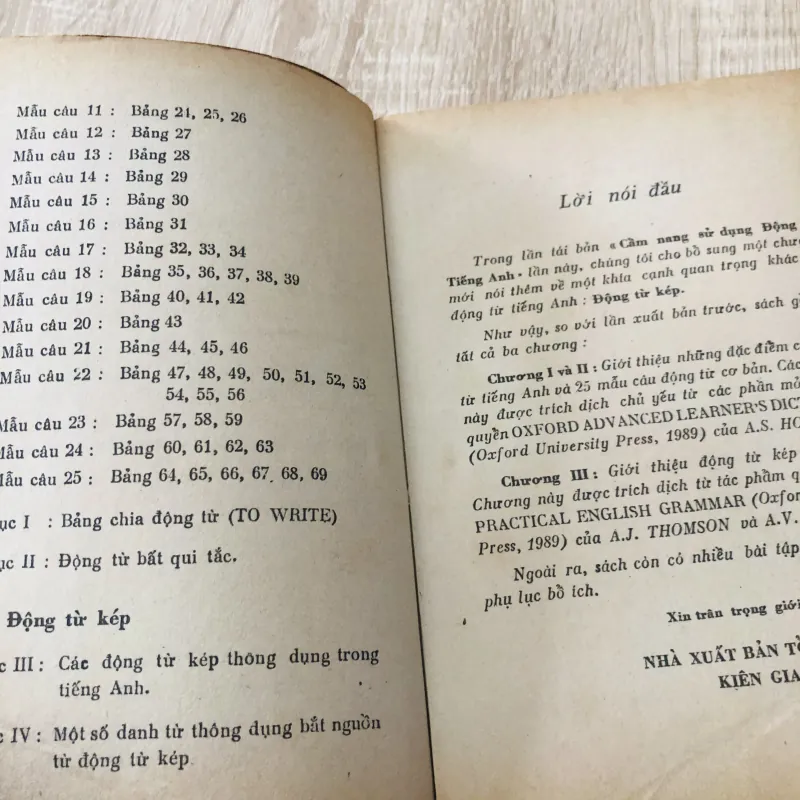 Mẫu câu 11 : Bảng 24, 25, 26
Mẫu câu 12 : Bảng 27
Mẫu câu 13 : Bảng 28
Mẫu câu 14 : Bảng 29
Mẫu câu 15 : Bảng 30
Mẫu câu 16 : Bảng 31
Mẫu câu 17 : Bảng 32, 33, 34
Mẫu câu 18 : Bảng 35, 36, 37, 38, 39
Mẫu câu 19 : Bảng 40, 41, 42
Mẫu câu 20 : Bảng 43
Mẫu câu 21 : Bảng 44, 45, 46
Mẫu câu 22 : Bảng 47, 48, 49, 50, 51, 52, 53
54, 55, 56
Mẫu câu 23 : Bảng 57, 58, 59
Mẫu câu 24 : Bảng 60, 61, 62, 63
Mẫu câu 25 : Bảng 64, 65, 66, 67, 68, 69
ục I : Bảng chia động từ (TO WRITE)
ục II : Động từ bất qui tắc.
Động từ kép
c III : Các động từ kép thông dụng trong
tiếng Anh.
c IV : Một số danh từ thông dụng bắt nguồn
từ động từ kép
Lời nói đầu
Trong lần tái bản «Cầm nang sử dụng Động
Tiếng Anh» lần này, chúng tôi cho bồ sung một chươ
mới nói thêm về một khía cạnh quan trọng khác
động từ tiếng Anh : Động từ kép.
Như vậy, so với lần xuất bản trước, sách g
tất cả ba chương :
Chương I và II : Giới thiệu những đặc điềm c
từ tiếng Anh và 25 mẫu câu động từ cơ bản. Các
này được trích dịch chủ yếu từ các phần mở
quyền OXFORD ADVANCED LEARNER'S DICT
(Oxford University Press, 1989) của A.S. HO
Chương III : Giới thiệu động từ kép
Chương này được trích dịch từ tác phầm q
PRACTICAL ENGLISH GRAMMAR (Oxfor
Press, 1989) của A.J. THOMSON và A.V.
Ngoài ra, sách còn có nhiều bài tập
phụ lục bồ ích.
Xin trân trọng giới
NHÀ XUẤT BẢN TỔ
KIÊN GIA